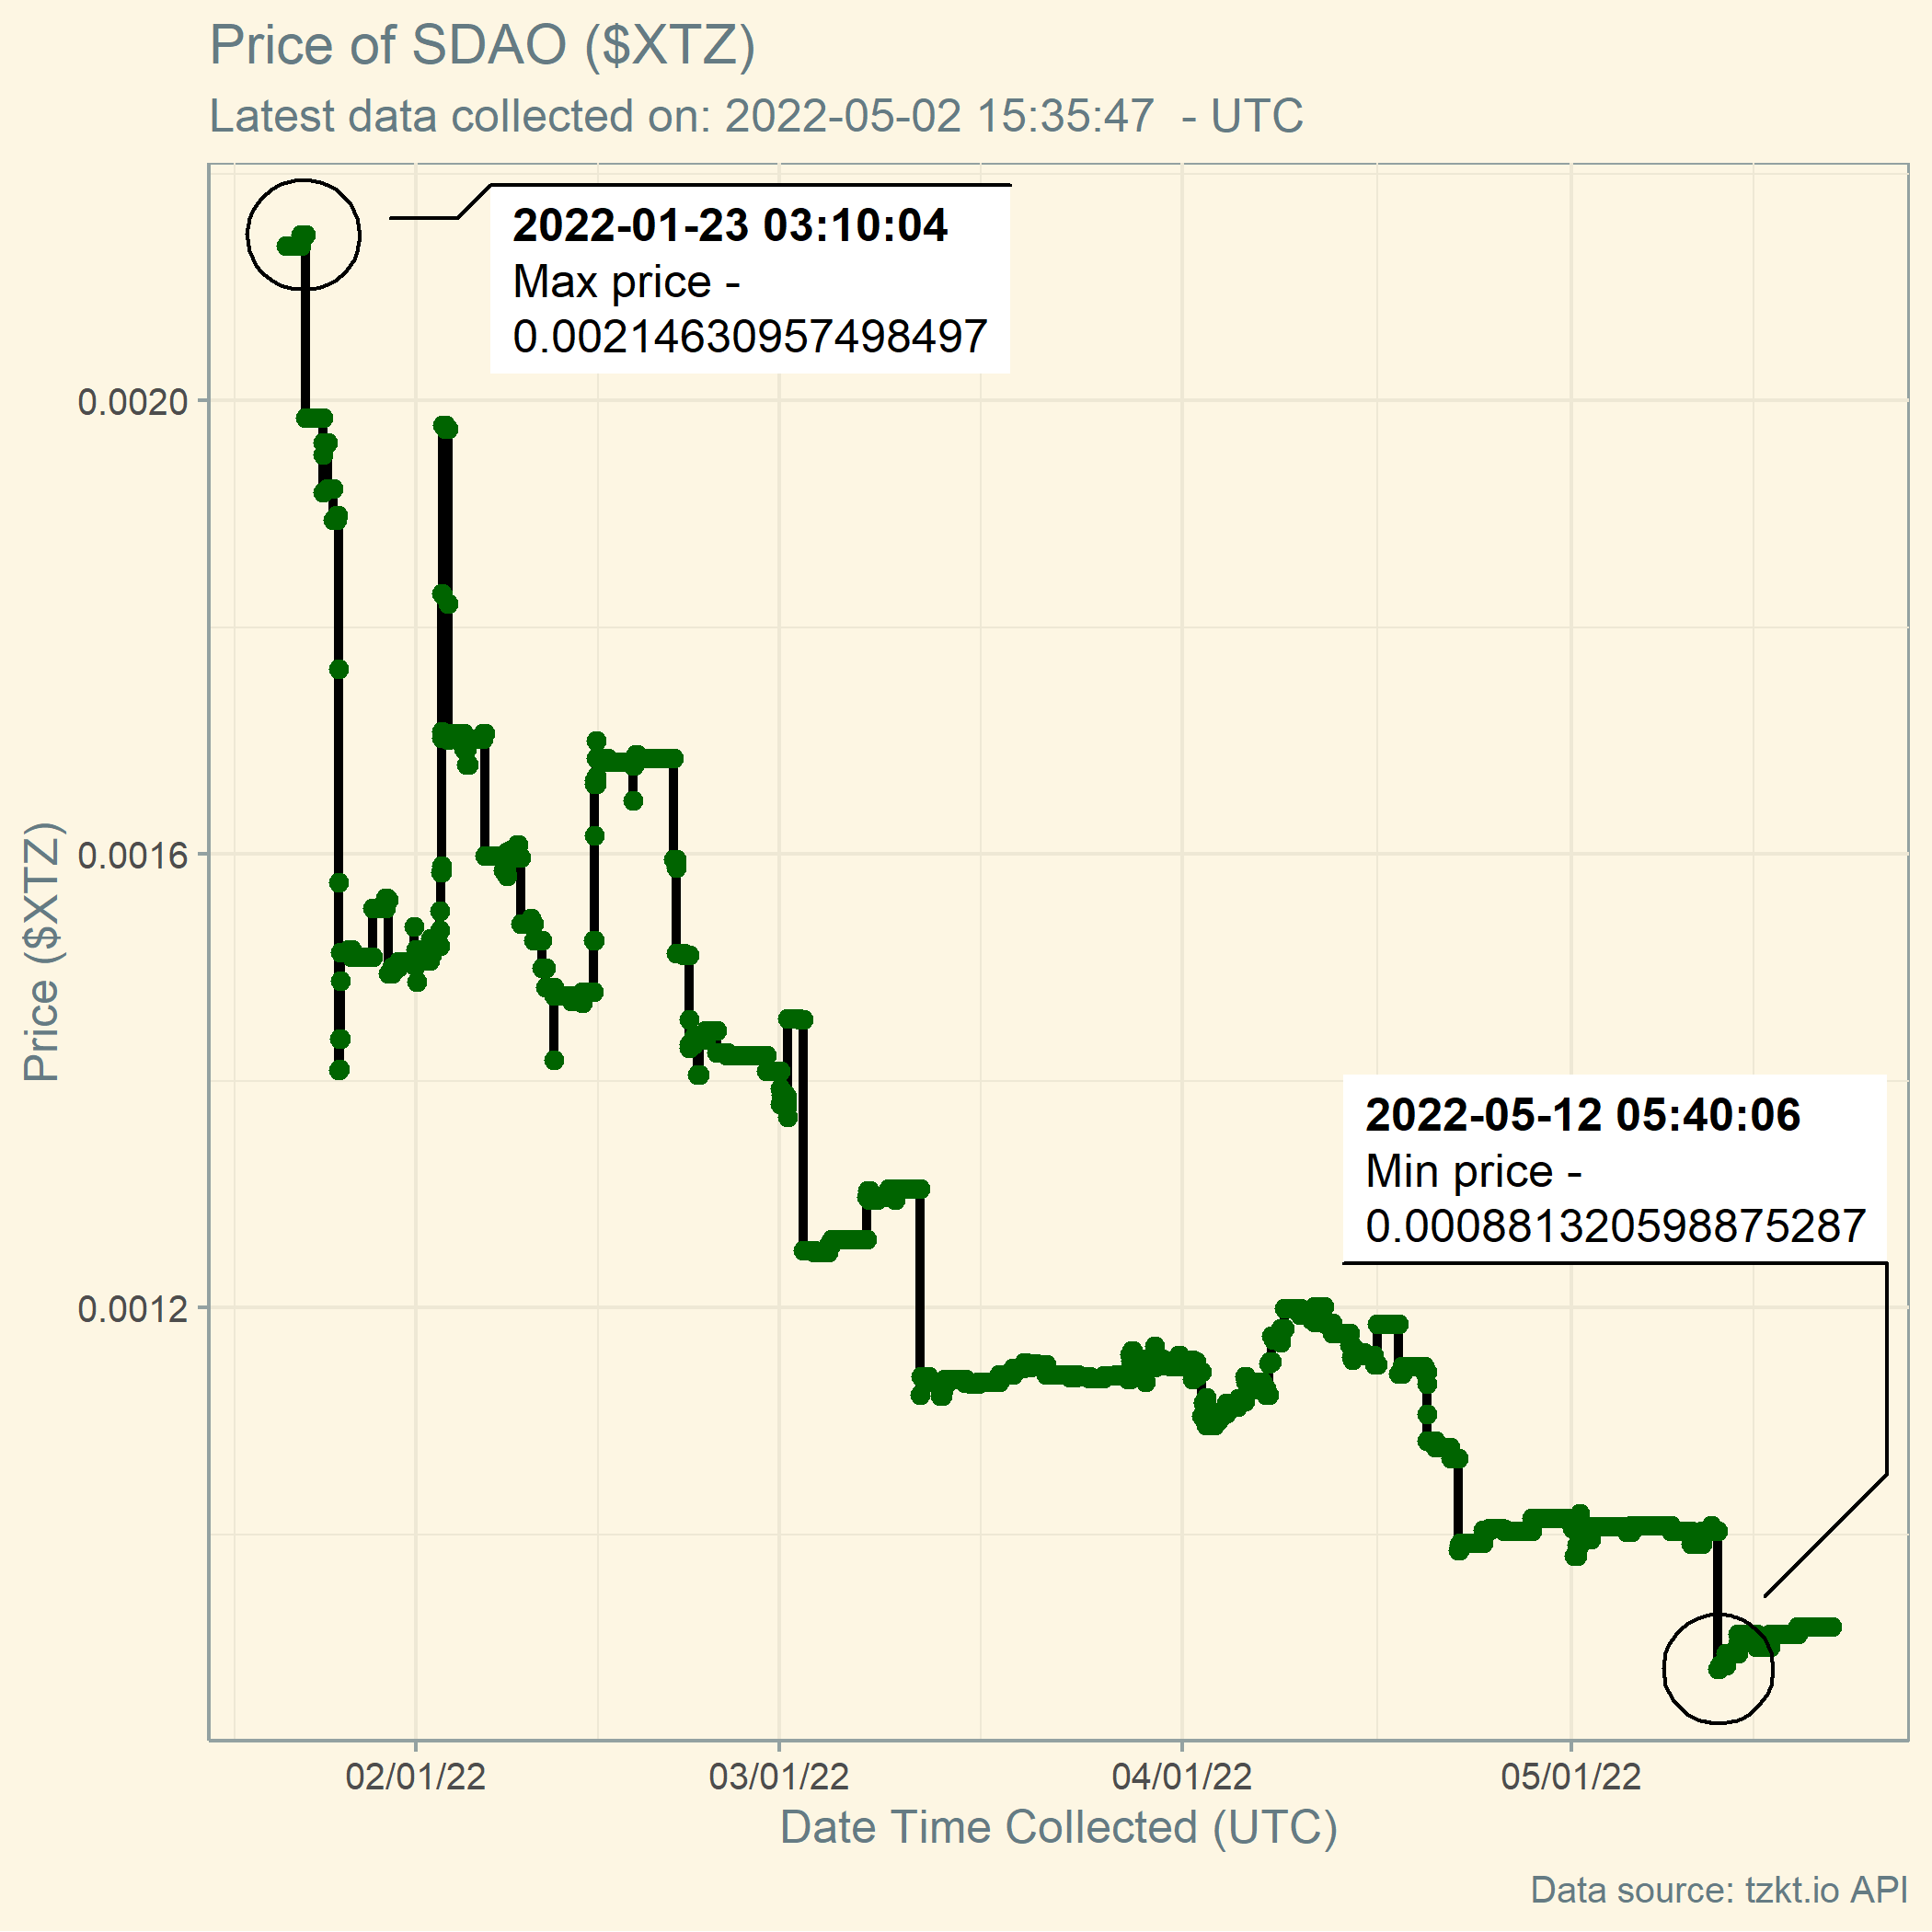 Price of SDAO ($XTZ)
Latest data collected on: 2022-05-02 15:35:47  - UTC
2022-01-23 03:10:04
Max price -
0.00214630957498497
0.0020
0.0016
0.0012
Price ($XTZ)
2022-05-12 05:40:06
Min price -
0.000881320598875287
02/01/22
03/01/22
04/01/22
05/01/22
Date Time Collected (UTC)
Data source: tzkt.io API